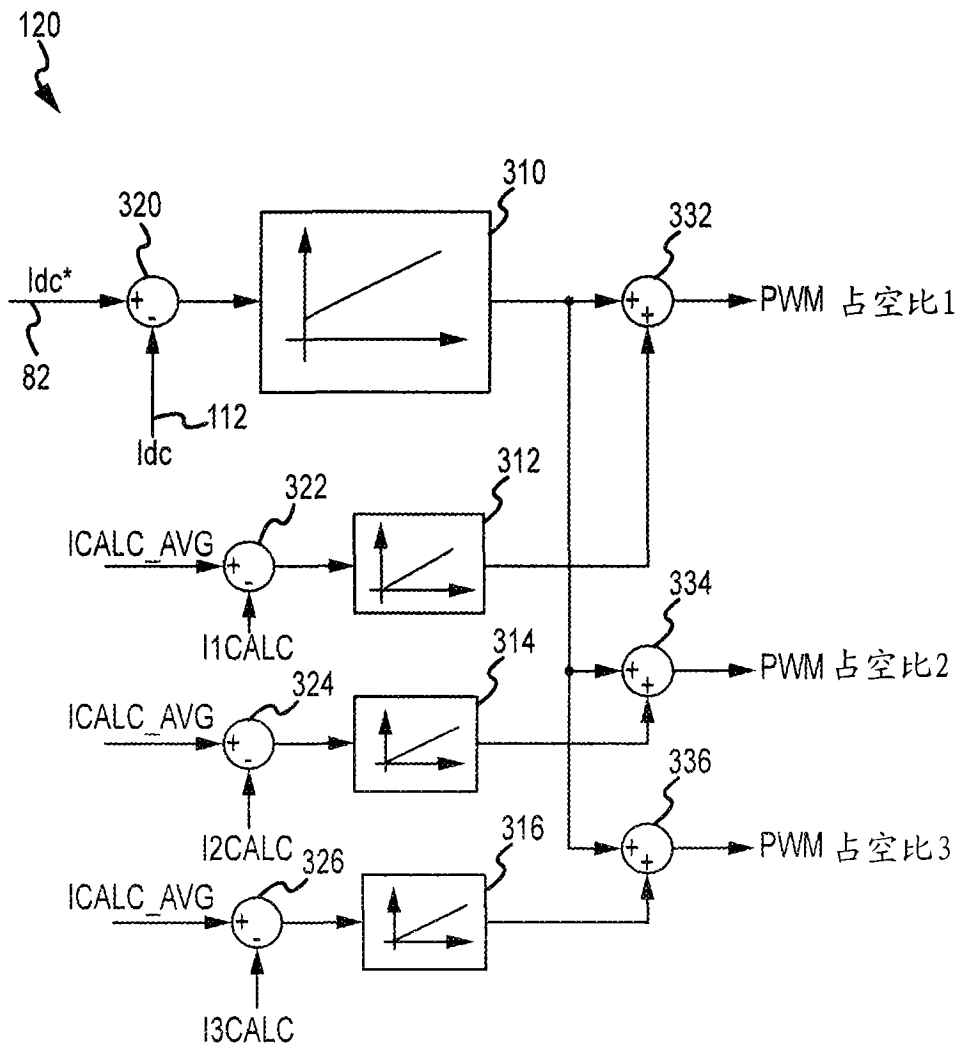 120
310
320
332
Idc*
+
-
+
+
PWM 占空比1
82
112
Idc
312
322
ICALC_AVG
+
-
334
I1CALC
314
+
+
PWM 占空比2
324
ICALC_AVG
+
-
336
316
I2CALC
326
+
+
PWM 占空比3
ICALC_AVG
+
-
I3CALC